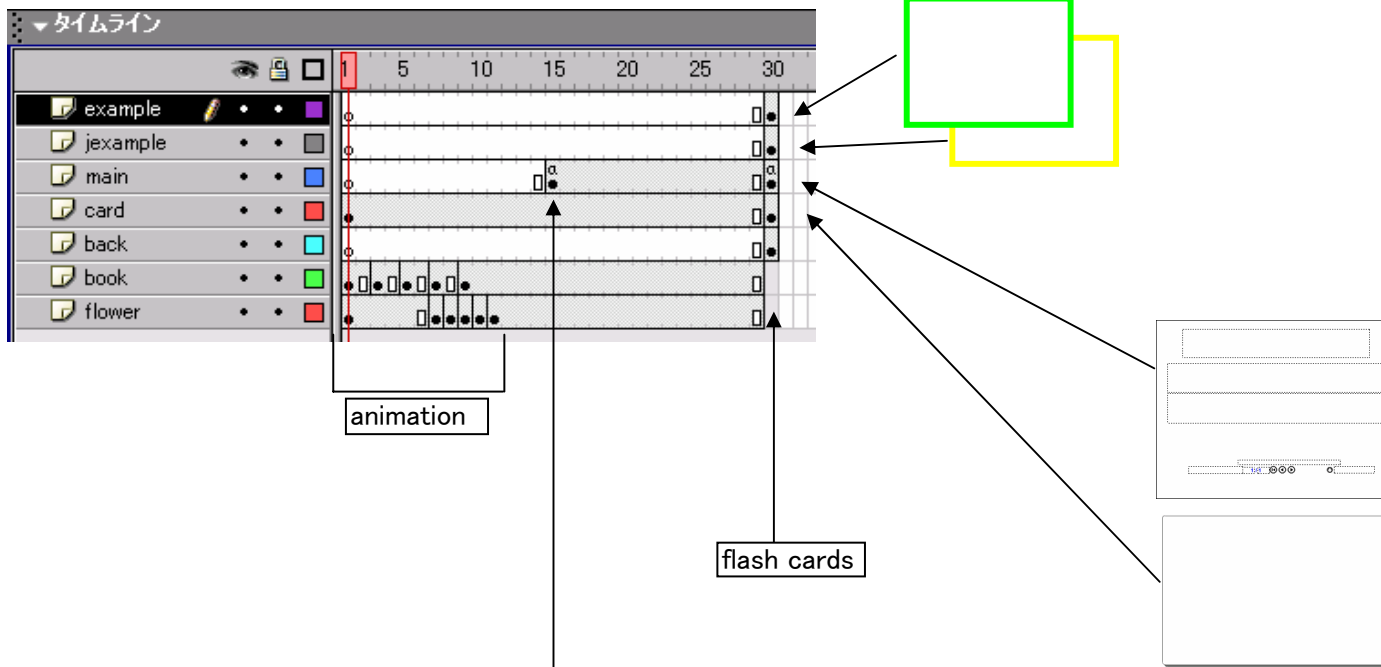 タイムライン
1 5 10 15 20 25 30
example
jexample
main
a a
card
back
book
flower
animation
flash cards